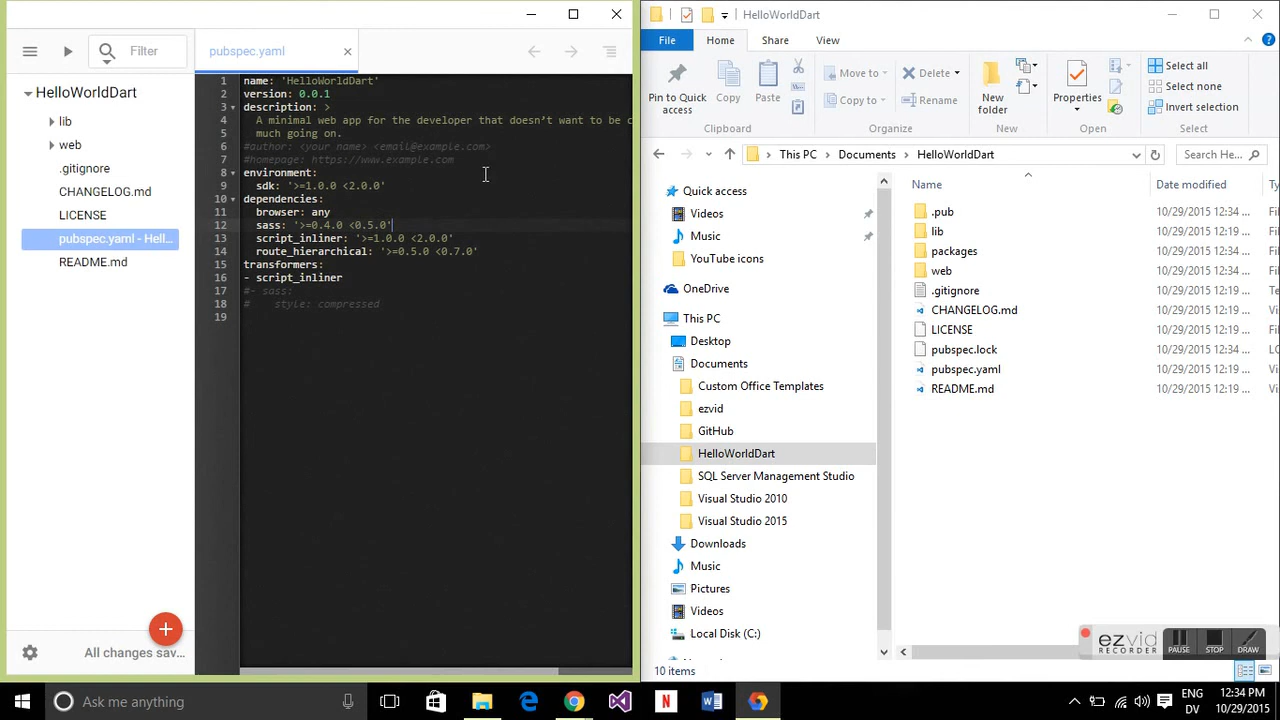 Filter
pubspec.yaml
HelloWorldDart
lib
web
.gitignore
CHANGELOG.md
LICENSE
pubspec.yaml - Hell...
README.md
All changes sav...
1 name: 'HelloWorldDart'
2 version: 0.0.1
3 description: >
4 A minimal web app for the developer that doesn't want to be c
5 much going on.
6 #author: <your name> <email@example.com>
7 #homepage: https://www.example.com
8 environment:
9 sdk: '>=1.0.0 <2.0.0'
10 dependencies:
11 browser: any
12 sass: '>=0.4.0 <0.5.0'
13 script_inliner: '>=1.0.0 <2.0.0'
14 route_hierarchical: '>=0.5.0 <0.7.0'
15 transformers:
16 - script_inliner
17 #- sass:
18 # style: compressed
19
HelloWorldDart
File Home Share View
Pin to Quick access
Copy
Paste
Clipboard
Move to
Copy to
Delete
Rename
Organize
New folder
New
Properties
Open
Select all
Select none
Invert selection
Select
This PC Documents HelloWorldDart
Search He...
Quick access
Videos
Music
YouTube icons
OneDrive
This PC
Desktop
Documents
Custom Office Templates
ezvid
GitHub
HelloWorldDart
SQL Server Management Studio
Visual Studio 2010
Visual Studio 2015
Downloads
Music
Pictures
Videos
Local Disk (C:)
Name Date modified Ty
.pub 10/29/2015 12:34 ... Fil
lib 10/29/2015 12:19 ... Fil
packages 10/29/2015 12:34 ... Fil
web 10/29/2015 12:34 ... Fil
.gitignore 10/29/2015 12:19 ... Te
CHANGELOG.md 10/29/2015 12:19 ... Vi
LICENSE 10/29/2015 12:19 ... Fil
pubspec.lock 10/29/2015 12:34 ... LO
pubspec.yaml 10/29/2015 12:19 ... Vi
README.md 10/29/2015 12:19 ... Vi
10 items
ezvid
RECORDER
PAUSE
STOP
DRAW
Ask me anything
ENG
DV
12:34 PM
10/29/2015